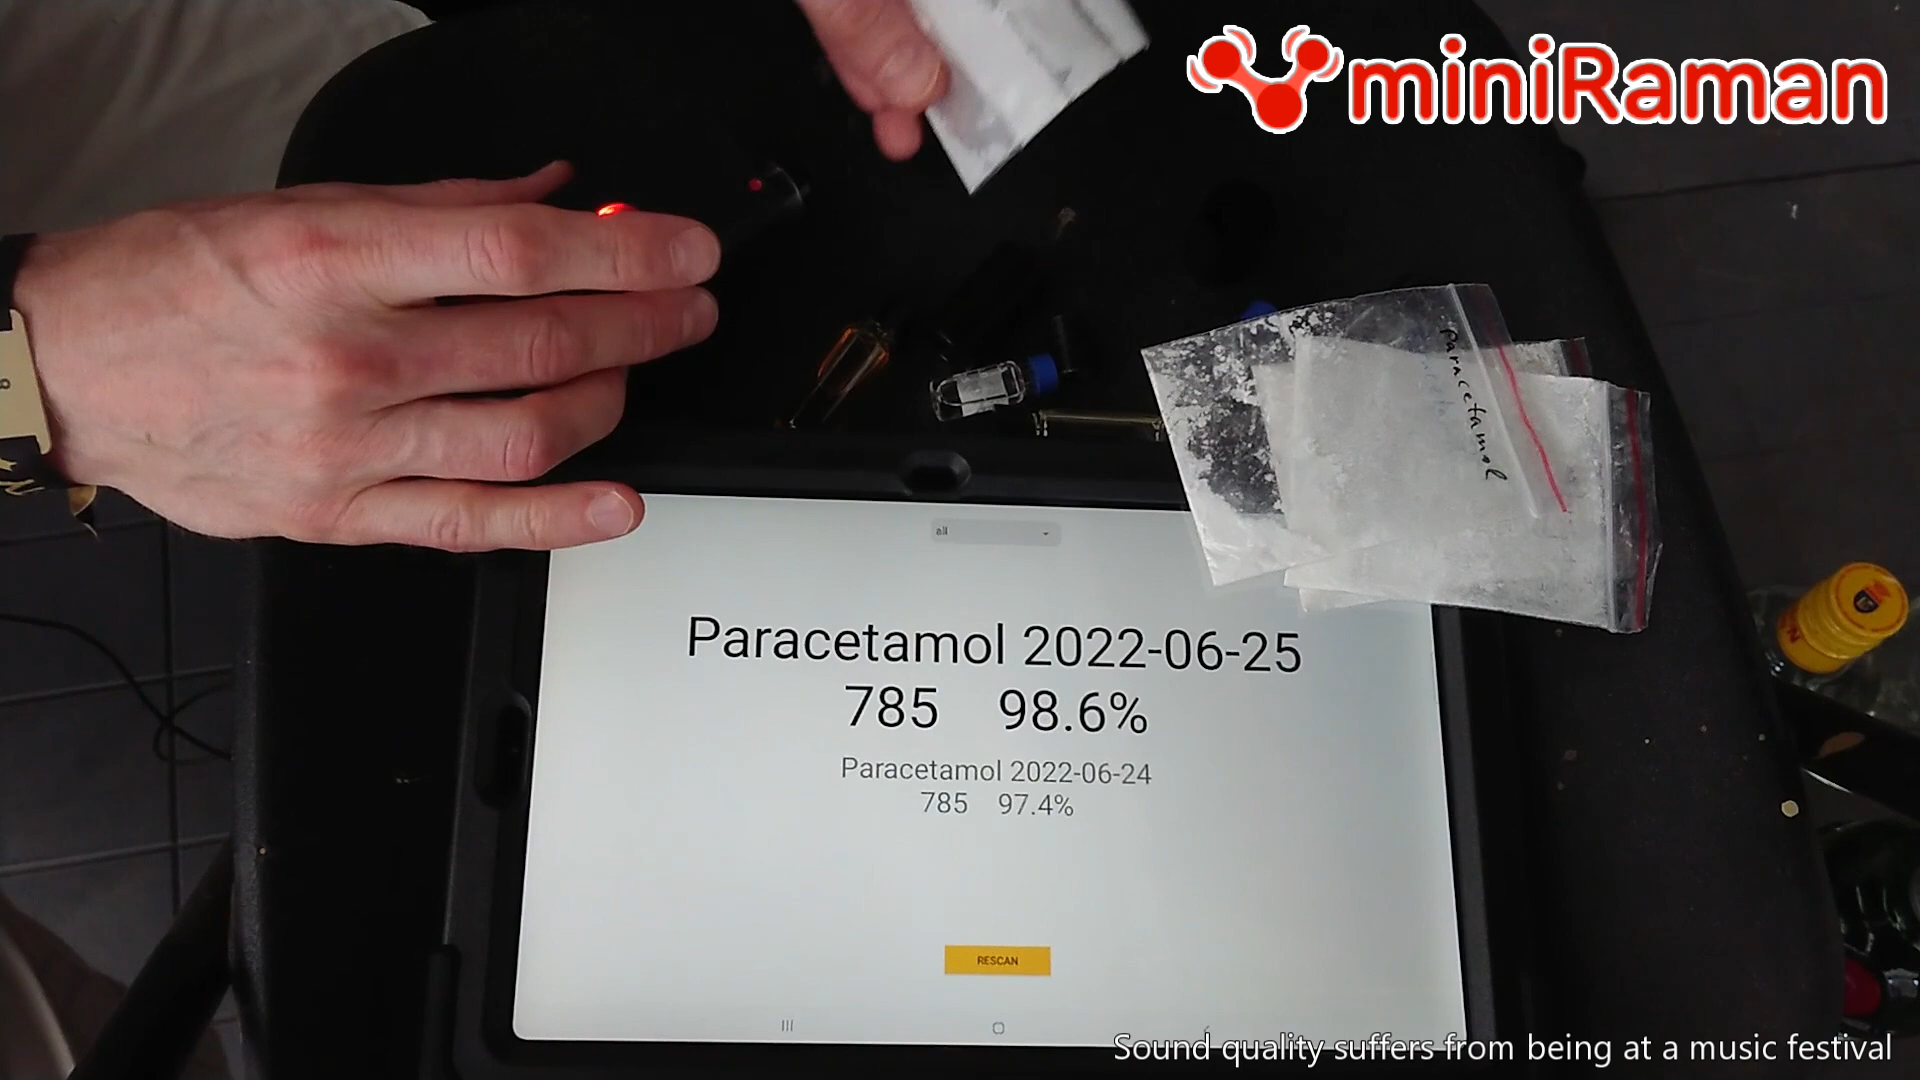 miniRaman
paracetamol
all
Paracetamol 2022-06-25
785 98.6%
Paracetamol 2022-06-24
785 97.4%
RESCAN
Sound quality suffers from being at a music festival